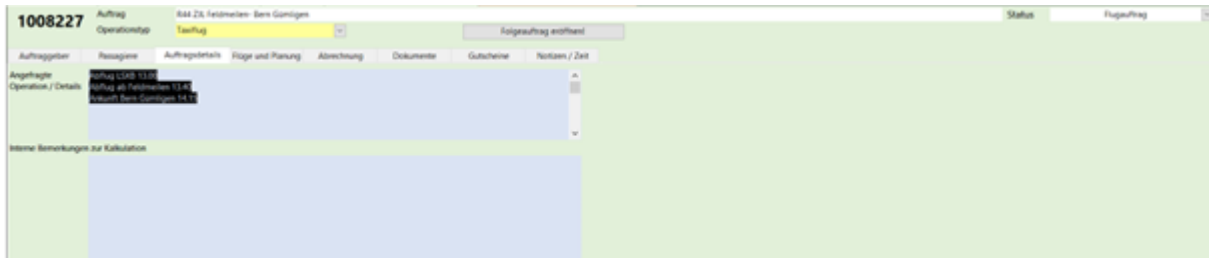 1008227
Auftrag R44 ZJL Feldmeilen- Bern Gümligen
Status Flugauftrag
Operationstyp Taxiflug
Folgeauftrag eröffnen!
Auftraggeber Passagiere Auftragsdetails Flüge und Planung Abrechnung Dokumente Gutscheine Notizen / Zeit
Angefragte
Operation / Details
Abflug LSXB 13.00
Abflug ab Feldmeilen 13.40
Ankunft Bern Gümligen 14.15
Interne Bemerkungen zur Kalkulation